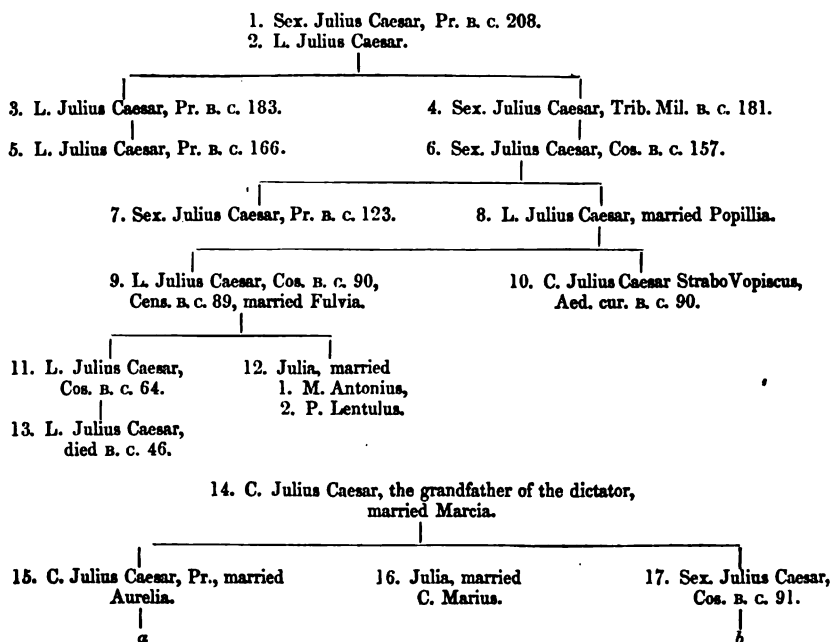 1. Sex. Julius Caesar, Pr. B. C. 208.
2. L. Julius Caesar.
3. L. Julius Caesar, Pr. B. C. 183.
4. Sex. Julius Caesar, Trib. Mil. B. C. 181.
5. L. Julius Caesar, Pr. B. C. 166.
6. Sex. Julius Caesar, Cos. B. C. 157.
7. Sex. Julius Caesar, Pr. B. C. 123.
8. L. Julius Caesar, married Popillia.
9. L. Julius Caesar, Cos. B. C. 90,
Cens. B. C. 89, married Fulvia.
10. C. Julius Caesar Strabo Vopiscus,
Aed. cur. B. C. 90.
11. L. Julius Caesar,
Cos. B. C. 64.
12. Julia, married
1. M. Antonius,
2. P. Lentulus.
13. L. Julius Caesar,
died B. C. 46.
14. C. Julius Caesar, the grandfather of the dictator,
married Marcia.
15. C. Julius Caesar, Pr., married
Aurelia.
16. Julia, married
C. Marius.
17. Sex. Julius Caesar,
Cos. B. C. 91.
a
b